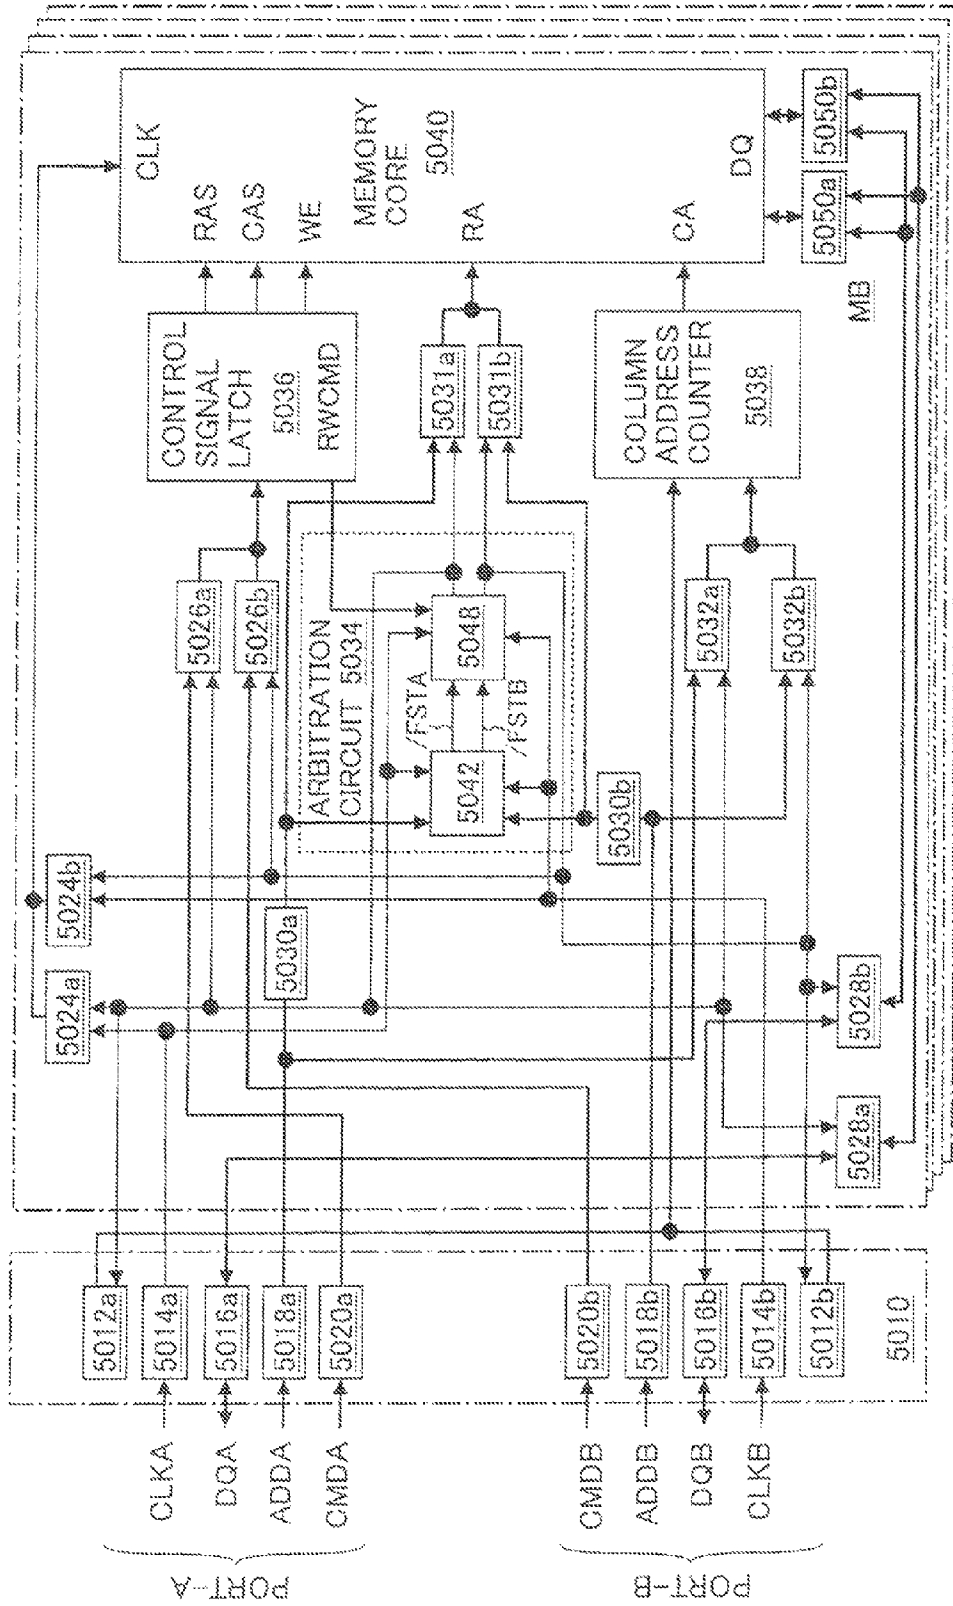 PORT-A
CLKA
DQA
ADDA
CMDA
PORT-B
CMDB
ADDB
DQB
CLKB
5012a
5014a
5016a
5018a
5020a
5020b
5018b
5016b
5014b
5012b
5010
5024a
5024b
5030a
5028a
5028b
5026a
5026b
ARBITRATION
CIRCUIT 5034
5042
/FSTA
/FSTB
5048
5030b
5032a
5032b
CONTROL
SIGNAL
LATCH
5036
RWCMD
5031a
5031b
COLUMN
ADDRESS
COUNTER
5038
CLK
RAS
CAS
WE
MEMORY
CORE
5040
RA
CA
DQ
5050a
5050b
MB